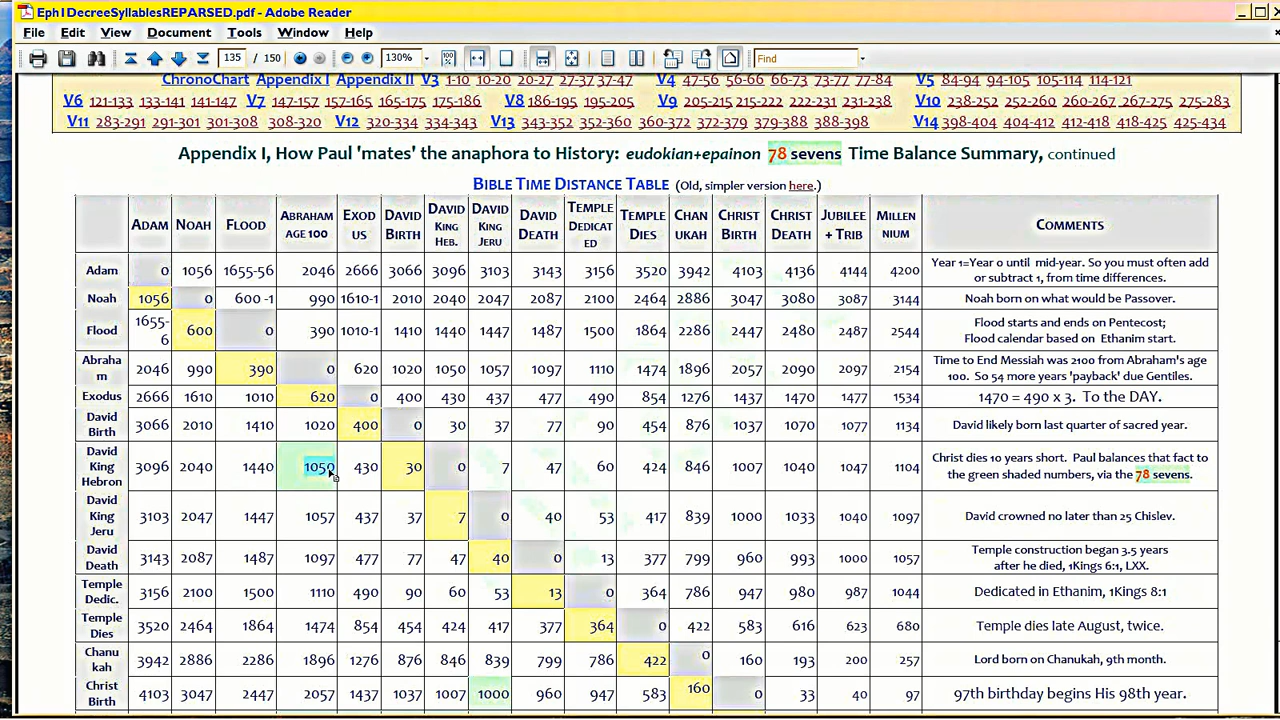 Eph1DecreeSyllablesREPARSED.pdf - Adobe Reader
File Edit View Document Tools Window Help
135 / 150 130% Find
ChronoChart Appendix I Appendix II V3 1-10 10-20 20-27 27-37 37-47 V4 47-56 56-66 66-73 73-77 77-84 V5 84-94 94-105 105-114 114-121
V6 121-133 133-141 141-147 V7 147-157 157-165 165-175 175-186 V8 186-195 195-205 V9 205-215 215-222 222-231 231-238 V10 238-252 252-260 260-267 267-275 275-283
V11 283-291 291-301 301-308 308-320 V12 320-334 334-343 V13 343-352 352-360 360-372 372-379 379-388 388-398 V14 398-404 404-412 412-418 418-425 425-434
Appendix I, How Paul 'mates' the anaphora to History: eudokian+epainon 78 sevens Time Balance Summary, continued
BIBLE TIME DISTANCE TABLE (Old, simpler version here.)
ADAM NOAH FLOOD ABRAHAM AGE 100 EXOD US DAVID BIRTH DAVID KING HEB. DAVID KING JERU DAVID DEATH TEMPLE DEDICAT ED TEMPLE DIES CHAN UKAH CHRIST BIRTH CHRIST DEATH JUBILEE + TRIB MILLEN NIUM COMMENTS
Adam 0 1056 1655-56 2046 2666 3066 3096 3103 3143 3156 3520 3942 4103 4136 4144 4200 Year 1=Year 0 until mid-year. So you must often add or subtract 1, from time differences.
Noah 1056 0 600 -1 990 1610-1 2010 2040 2047 2087 2100 2464 2886 3047 3080 3087 3144 Noah born on what would be Passover.
Flood 1655-6 600 0 390 1010-1 1410 1440 1447 1487 1500 1864 2286 2447 2480 2487 2544 Flood starts and ends on Pentecost; Flood calendar based on Ethanim start.
Abraha m 2046 990 390 0 620 1020 1050 1057 1097 1110 1474 1896 2057 2090 2097 2154 Time to End Messiah was 2100 from Abraham's age 100. So 54 more years 'payback' due Gentiles.
Exodus 2666 1610 1010 620 0 400 430 437 477 490 854 1276 1437 1470 1477 1534 1470 = 490 x 3. To the DAY.
David Birth 3066 2010 1410 1020 400 0 30 37 77 90 454 876 1037 1070 1077 1134 David likely born last quarter of sacred year.
David King Hebron 3096 2040 1440 1050 430 30 0 7 47 60 424 846 1007 1040 1047 1104 Christ dies 10 years short. Paul balances that fact to the green shaded numbers, via the 78 sevens.
David King Jeru 3103 2047 1447 1057 437 37 7 0 40 53 417 839 1000 1033 1040 1097 David crowned no later than 25 Chislev.
David Death 3143 2087 1487 1097 477 77 47 40 0 13 377 799 960 993 1000 1057 Temple construction began 3.5 years after he died, 1Kings 6:1, LXX.
Temple Dedic. 3156 2100 1500 1110 490 90 60 53 13 0 364 786 947 980 987 1044 Dedicated in Ethanim, 1Kings 8:1
Temple Dies 3520 2464 1864 1474 854 454 424 417 377 364 0 422 583 616 623 680 Temple dies late August, twice.
Chanu kah 3942 2886 2286 1896 1276 876 846 839 799 786 422 0 160 193 200 257 Lord born on Chanukah, 9th month.
Christ Birth 4103 3047 2447 2057 1437 1037 1007 1000 960 947 583 160 0 33 40 97 97th birthday begins His 98th year.